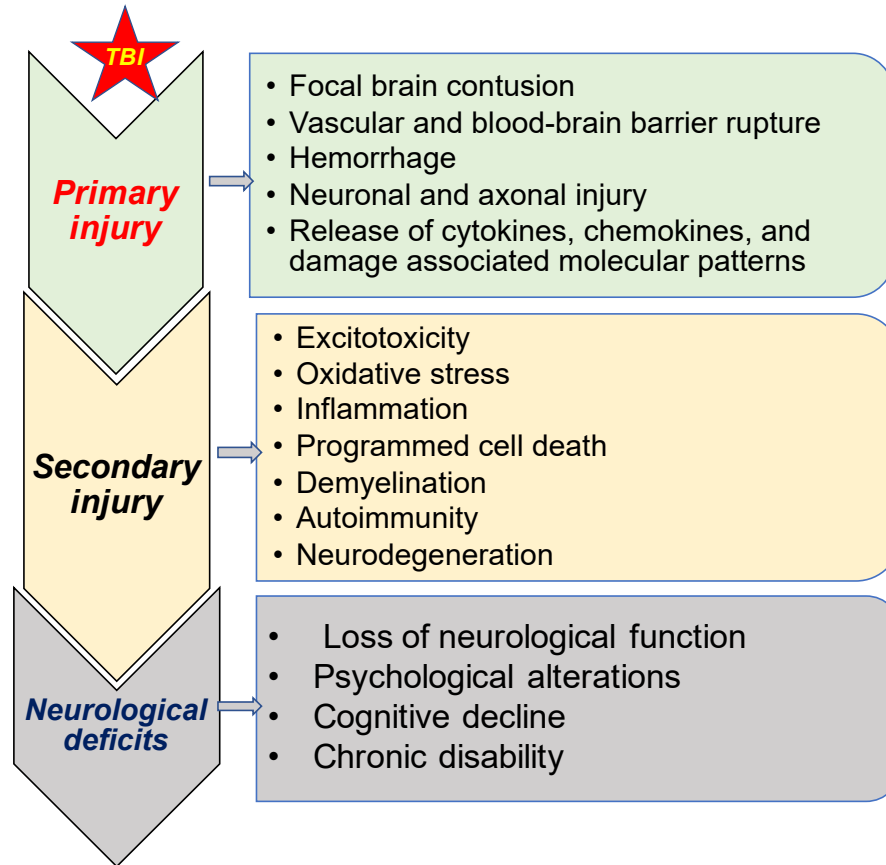 TBI
Primary
injury
• Focal brain contusion
• Vascular and blood-brain barrier rupture
• Hemorrhage
• Neuronal and axonal injury
• Release of cytokines, chemokines, and
damage associated molecular patterns
Secondary
injury
• Excitotoxicity
• Oxidative stress
• Inflammation
• Programmed cell death
• Demyelination
• Autoimmunity
• Neurodegeneration
Neurological
deficits
• Loss of neurological function
• Psychological alterations
• Cognitive decline
• Chronic disability